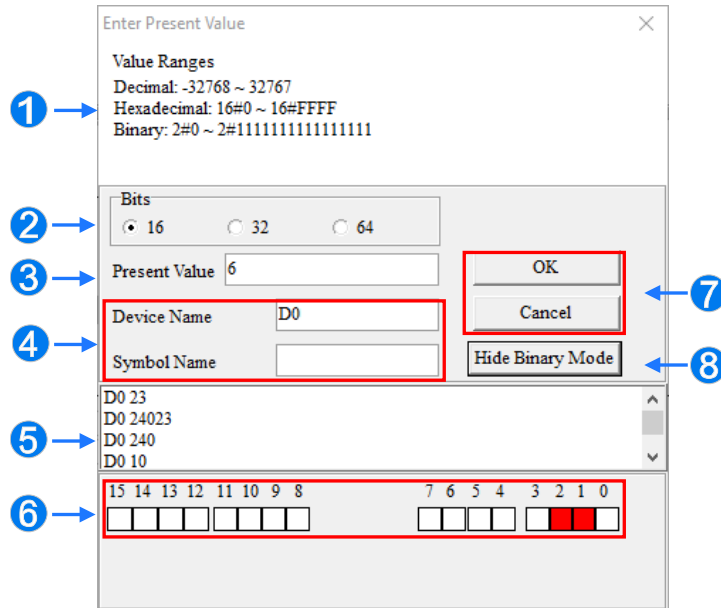 Enter Present Value
Value Ranges
Decimal: -32768 ~ 32767
1
Hexadecimal: 16#0 ~ 16#FFFF
Binary: 2#0 ~ 2#1111111111111111
Bits
2
16 32 64
3
Present Value 6
OK
7
Device Name D0
Cancel
4
Symbol Name
Hide Binary Mode
8
D0 23
D0 24023
5
D0 240
D0 10
15 14 13 12 11 10 9 8 7 6 5 4 3 2 1 0
6